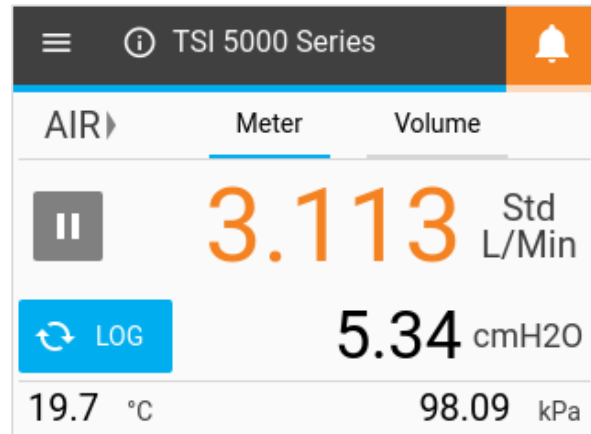 TSI 5000 Series
AIR Meter Volume
3.113 Std L/Min
LOG 5.34 cmH2O
19.7 °C 98.09 kPa